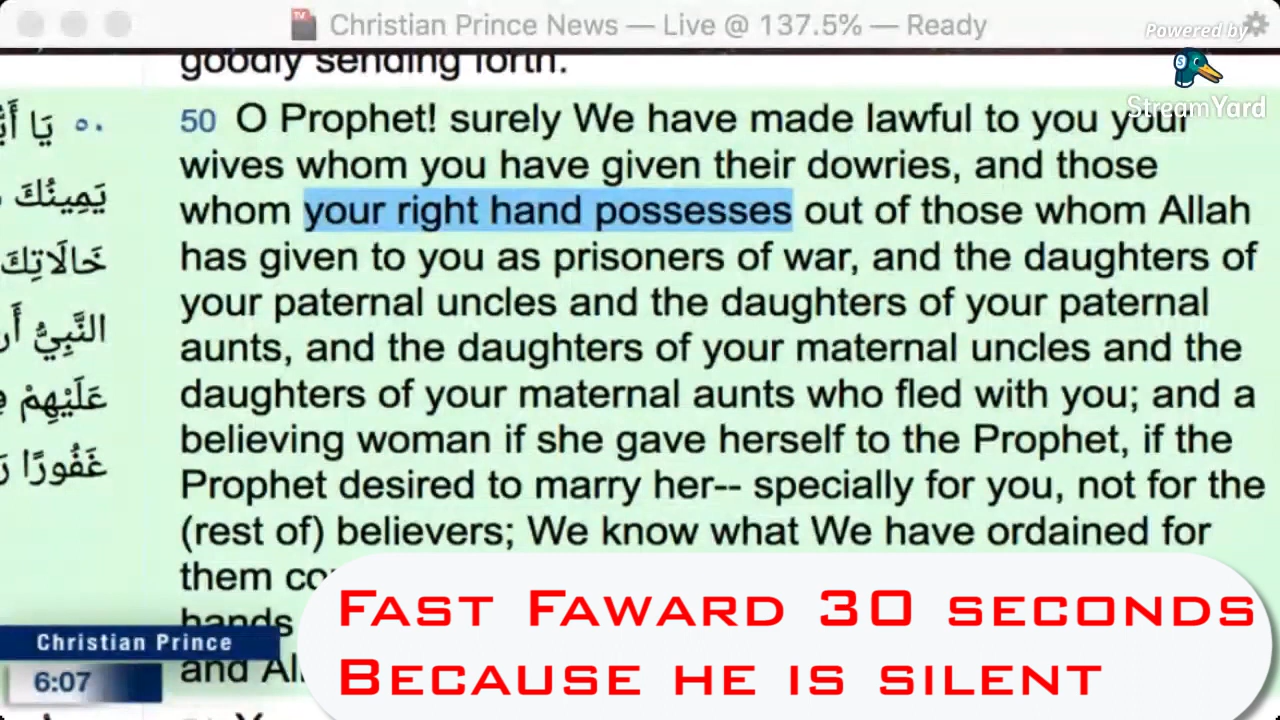 Christian Prince News — Live @ 137.5% — Ready
Powered by
StreamYard
goodly sending forth.
٥٠ يَا
يَمِينُكَ
خَالَاتِكَ
النَّبِيُّ
عَلَيْهِمْ
غَفُورًا
50 O Prophet! surely We have made lawful to you your
wives whom you have given their dowries, and those
whom your right hand possesses out of those whom Allah
has given to you as prisoners of war, and the daughters of
your paternal uncles and the daughters of your paternal
aunts, and the daughters of your maternal uncles and the
daughters of your maternal aunts who fled with you; and a
believing woman if she gave herself to the Prophet, if the
Prophet desired to marry her-- specially for you, not for the
(rest of) believers; We know what We have ordained for
them
hands
and
Fast Faward 30 seconds
Because he is silent
Christian Prince
6:07